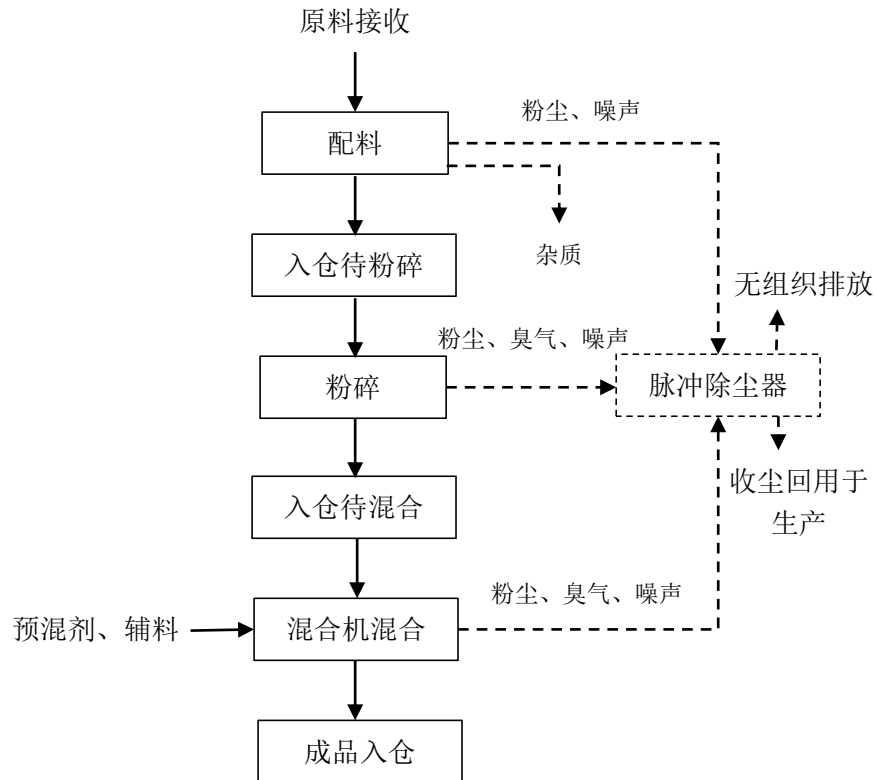 原料接收
粉尘、噪声
配料
杂质
入仓待粉碎
无组织排放
粉尘、臭气、噪声
粉碎
脉冲除尘器
收尘回用于
生产
入仓待混合
粉尘、臭气、噪声
预混剂、辅料
混合机混合
成品入仓